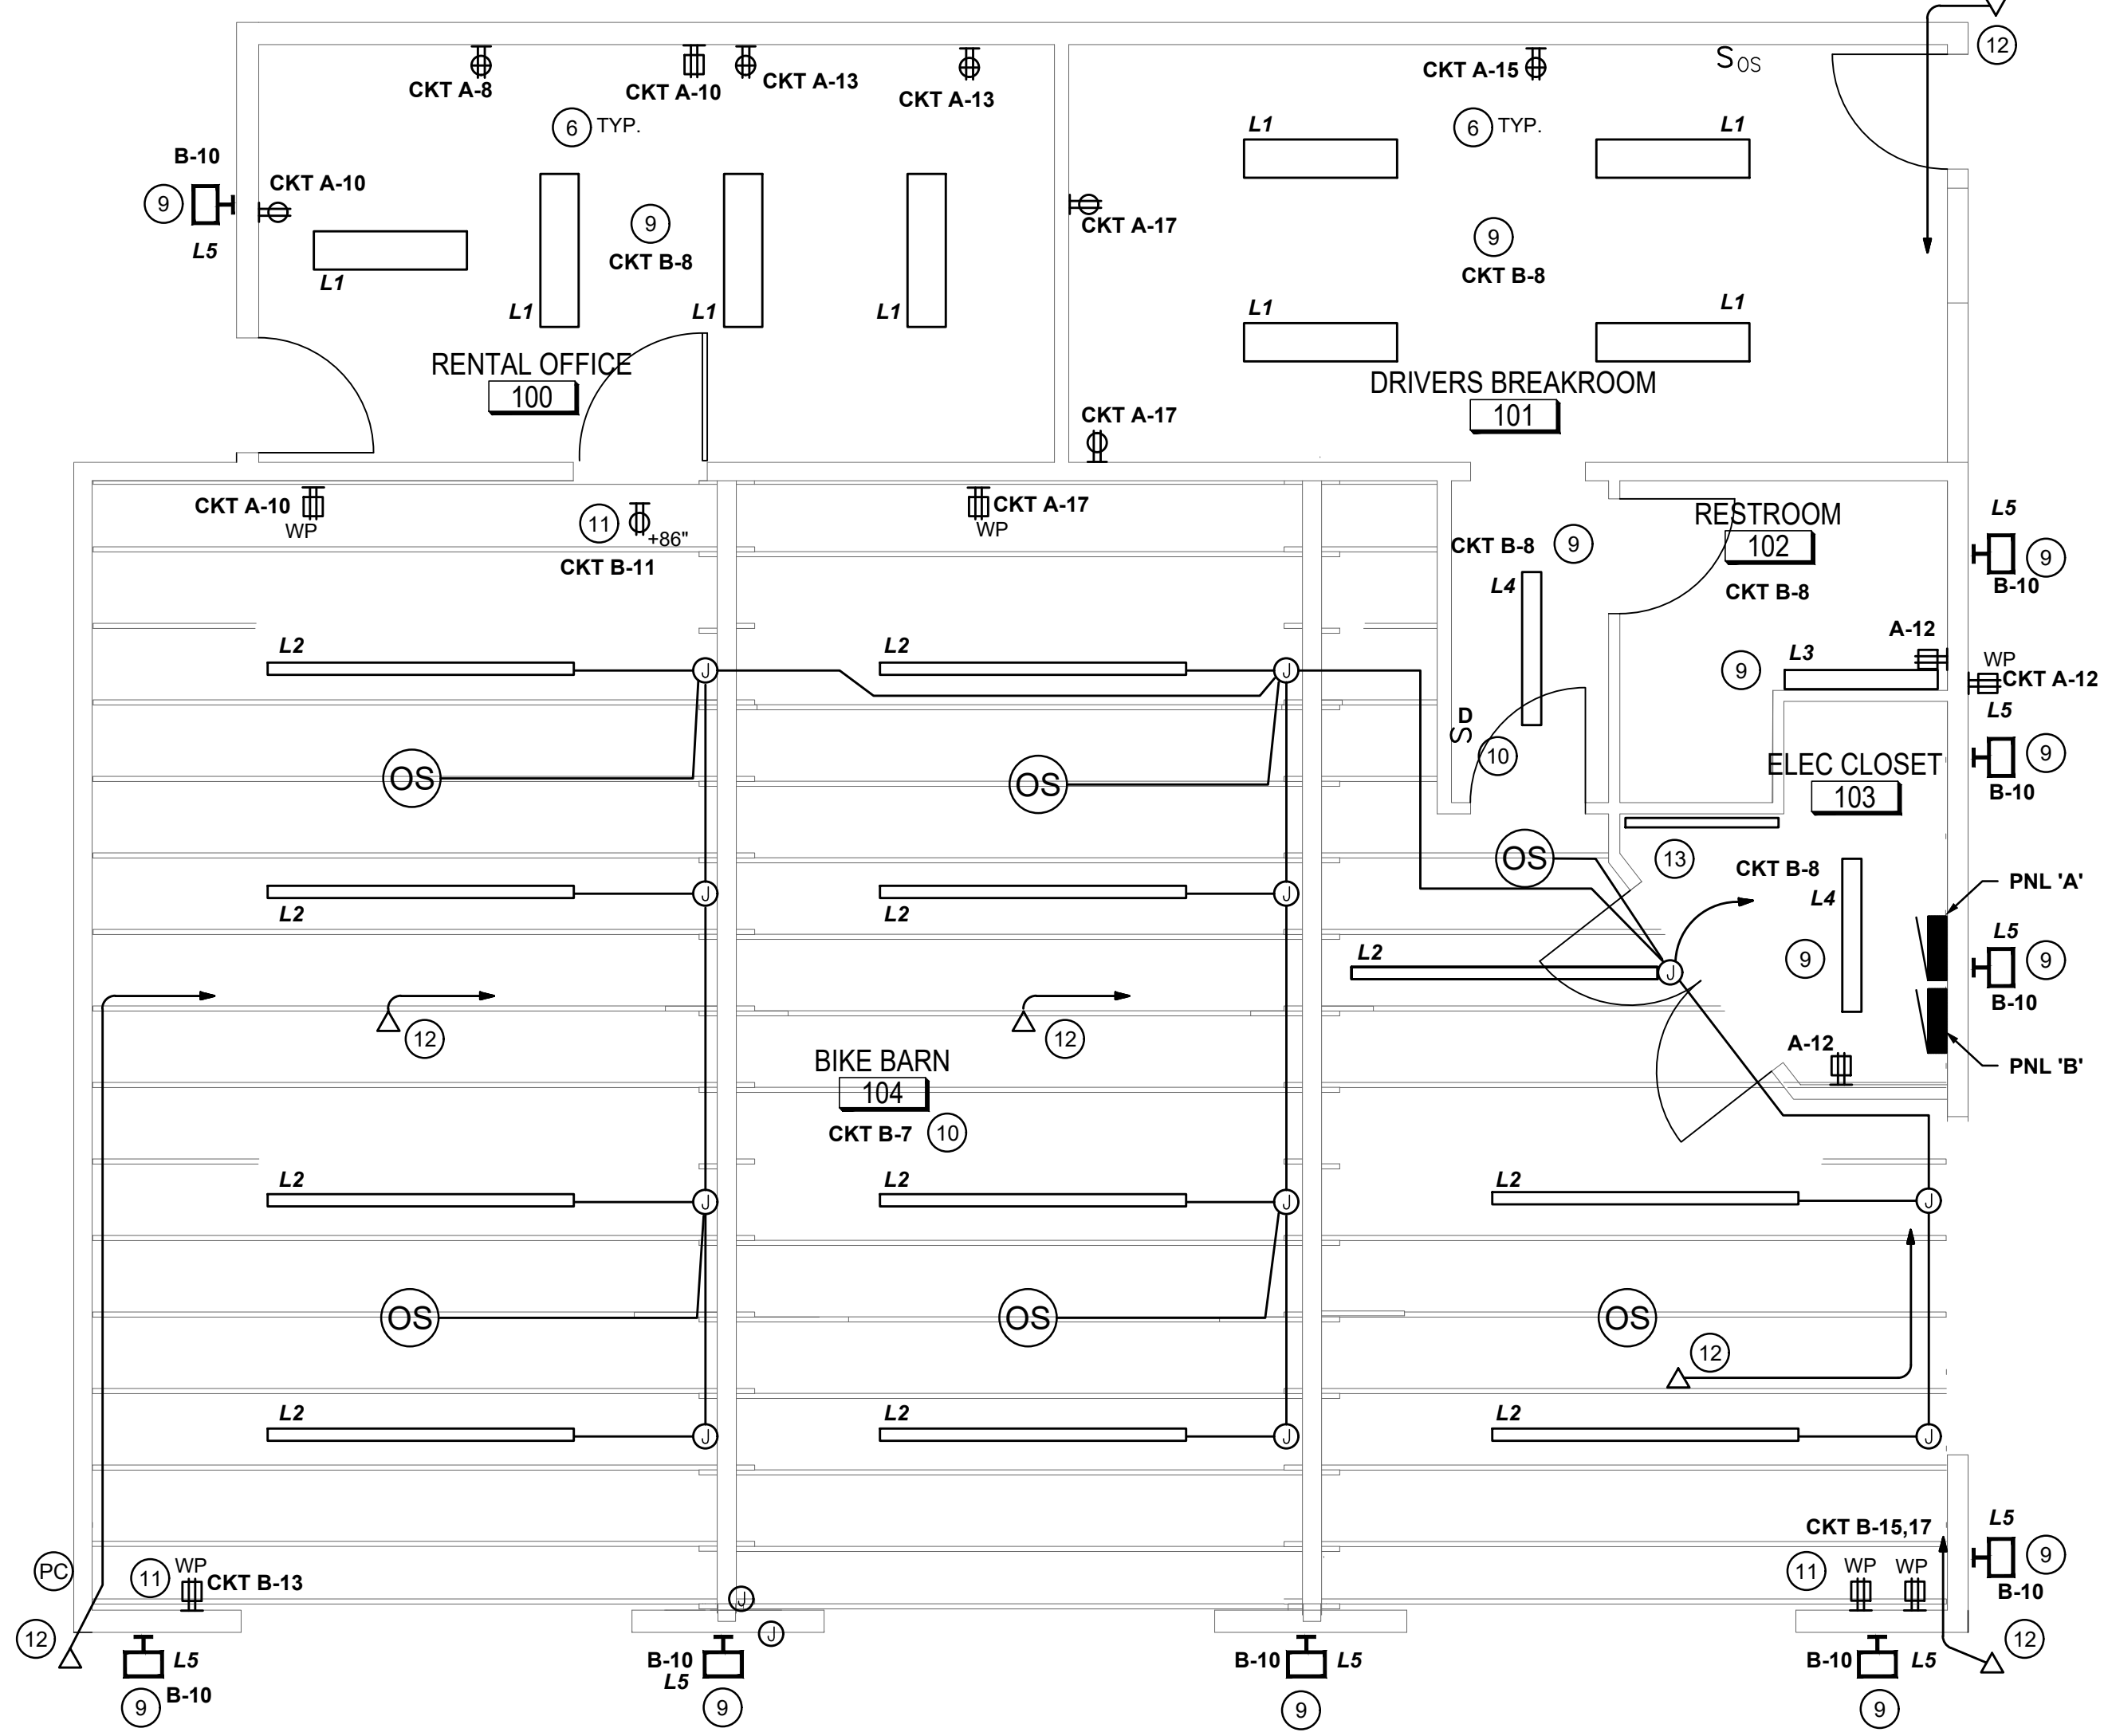 12
CKT A-8
CKT A-10
CKT A-13
CKT A-13
CKT A-15
SOS
6 TYP.
6 TYP.
L1
L1
B-10
9
L5
CKT A-10
L1
9
CKT B-8
L1
L1
L1
CKT A-17
9
CKT B-8
L1
L1
RENTAL OFFICE
100
DRIVERS BREAKROOM
101
CKT A-17
CKT A-10
WP
11
+86"
CKT B-11
CKT A-17
WP
CKT B-8
9
L4
RESTROOM
102
CKT B-8
L5
9
B-10
A-12
WP
CKT A-12
9
L3
L2
J
L2
J
SD
10
L5
9
B-10
OS
OS
ELEC CLOSET
103
OS
13
CKT B-8
L4
PNL 'A'
L2
J
L2
J
L2
J
9
L5
9
B-10
12
12
A-12
PNL 'B'
BIKE BARN
104
CKT B-7
10
L2
J
L2
J
L2
J
OS
OS
OS
12
L2
J
L2
J
L2
J
CKT B-15,17
L5
9
B-10
PC
11
WP
CKT B-13
J
J
11
WP
WP
12
12
L5
B-10
9
B-10
L5
9
B-10
L5
9
B-10
L5
9